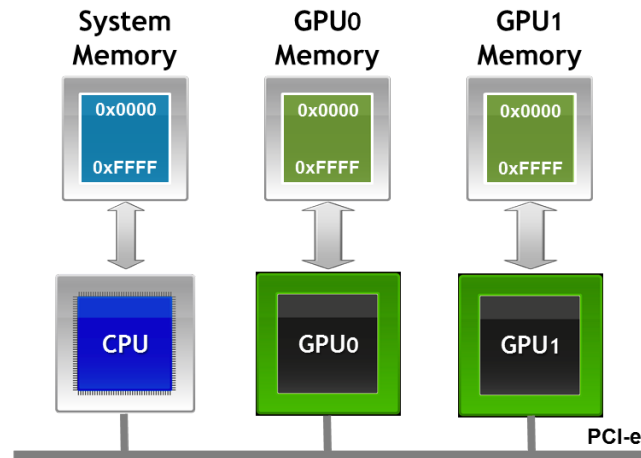 System
Memory
GPU0
Memory
GPU1
Memory
0x0000
0xFFFF
0x0000
0xFFFF
0x0000
0xFFFF
CPU
GPU0
GPU1
PCI-e